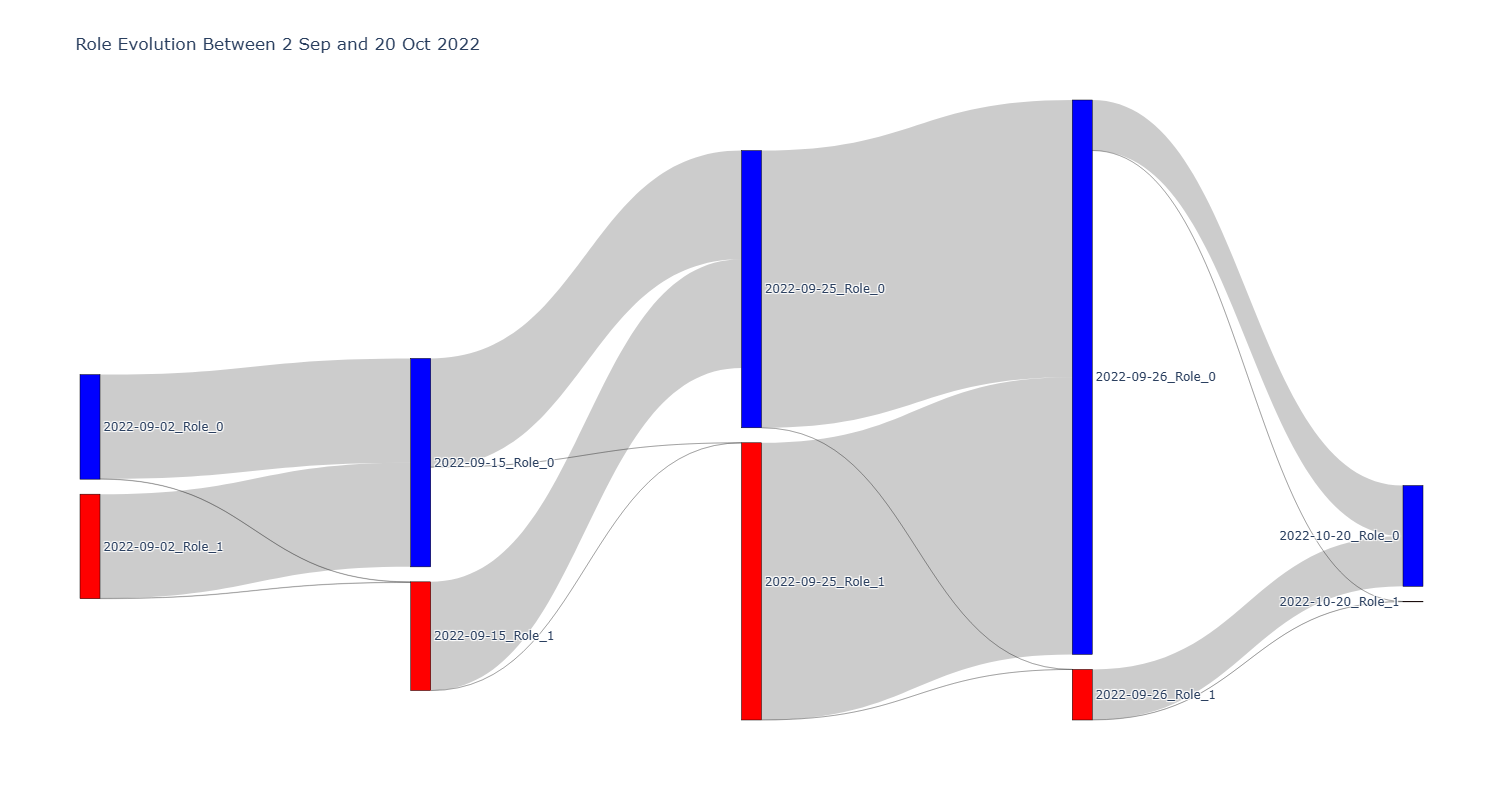 Role Evolution Between 2 Sep and 20 Oct 2022
2022-09-02_Role_0
2022-09-02_Role_1
2022-09-15_Role_0
2022-09-15_Role_1
2022-09-25_Role_0
2022-09-25_Role_1
2022-09-26_Role_0
2022-09-26_Role_1
2022-10-20_Role_0
2022-10-20_Role_1